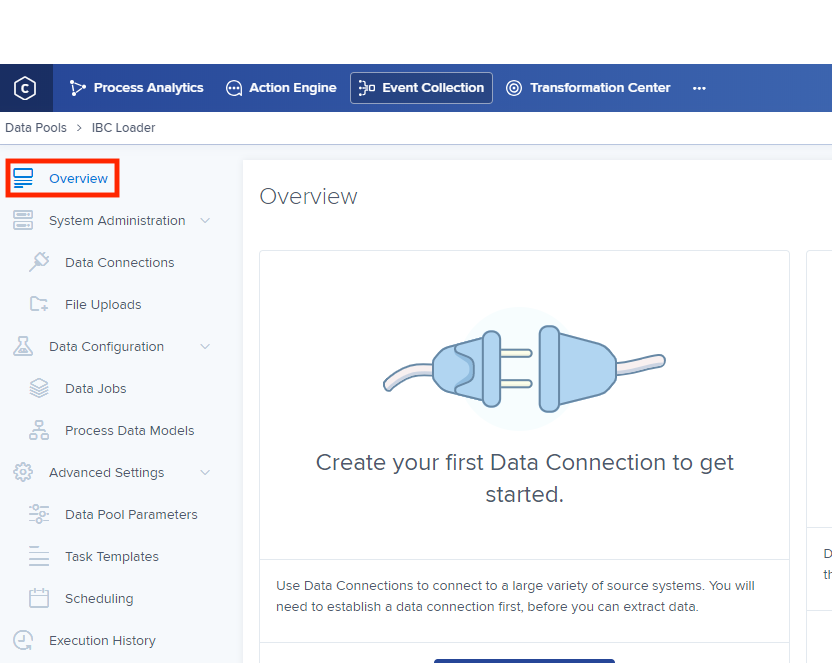 C
Process Analytics
Action Engine
Event Collection
Transformation Center
...
Data Pools > IBC Loader
Overview
System Administration
Data Connections
File Uploads
Data Configuration
Data Jobs
Process Data Models
Advanced Settings
Data Pool Parameters
Task Templates
Scheduling
Execution History
Overview
Create your first Data Connection to get
started.
Use Data Connections to connect to a large variety of source systems. You will
need to establish a data connection first, before you can extract data.
D
th